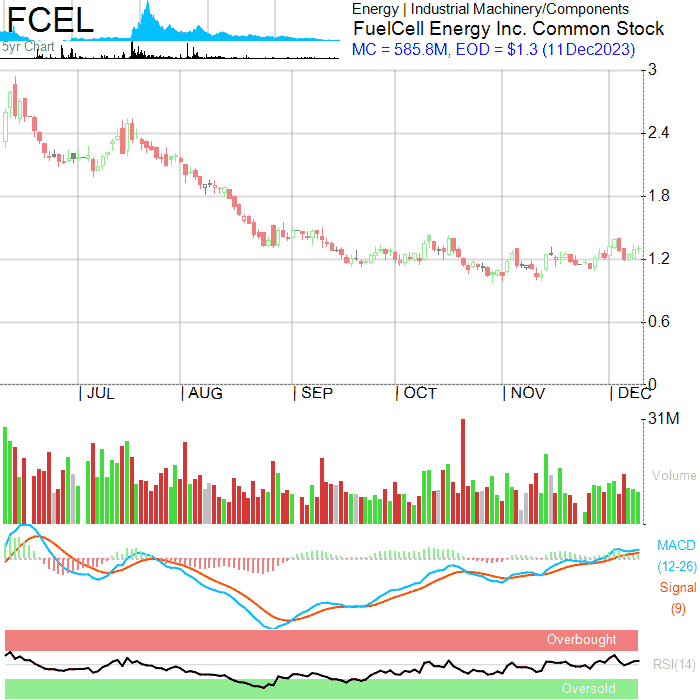 FCEL
5yr Chart
Energy | Industrial Machinery/Components
FuelCell Energy Inc. Common Stock
MC = 585.8M, EOD = $1.3 (11Dec2023)
3
2.4
1.8
1.2
0.6
0
JUL AUG SEP OCT NOV DEC
31M
Volume
MACD
(12-26)
Signal
(9)
Overbought
RSI(14)
Oversold